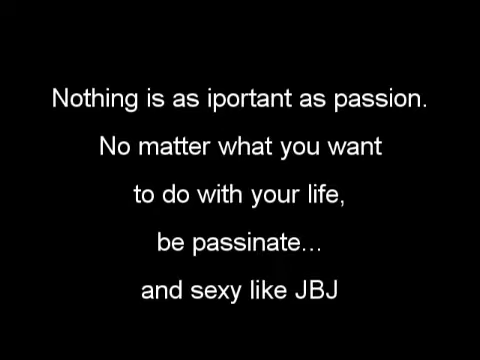 Nothing is as iportant as passion.
No matter what you want
to do with your life,
be passinate...
and sexy like JBJ